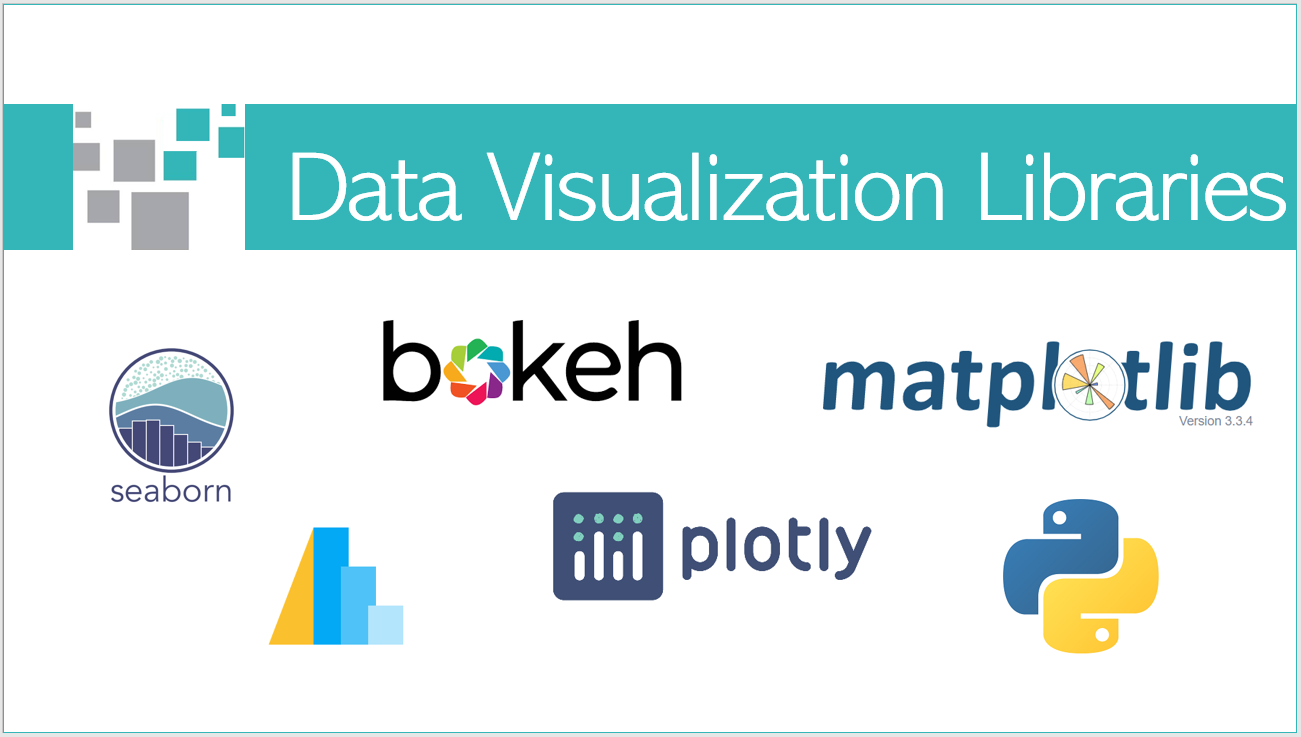 Data Visualization Libraries
bokeh
matplotlib
Version 3.3.4
seaborn
plotly